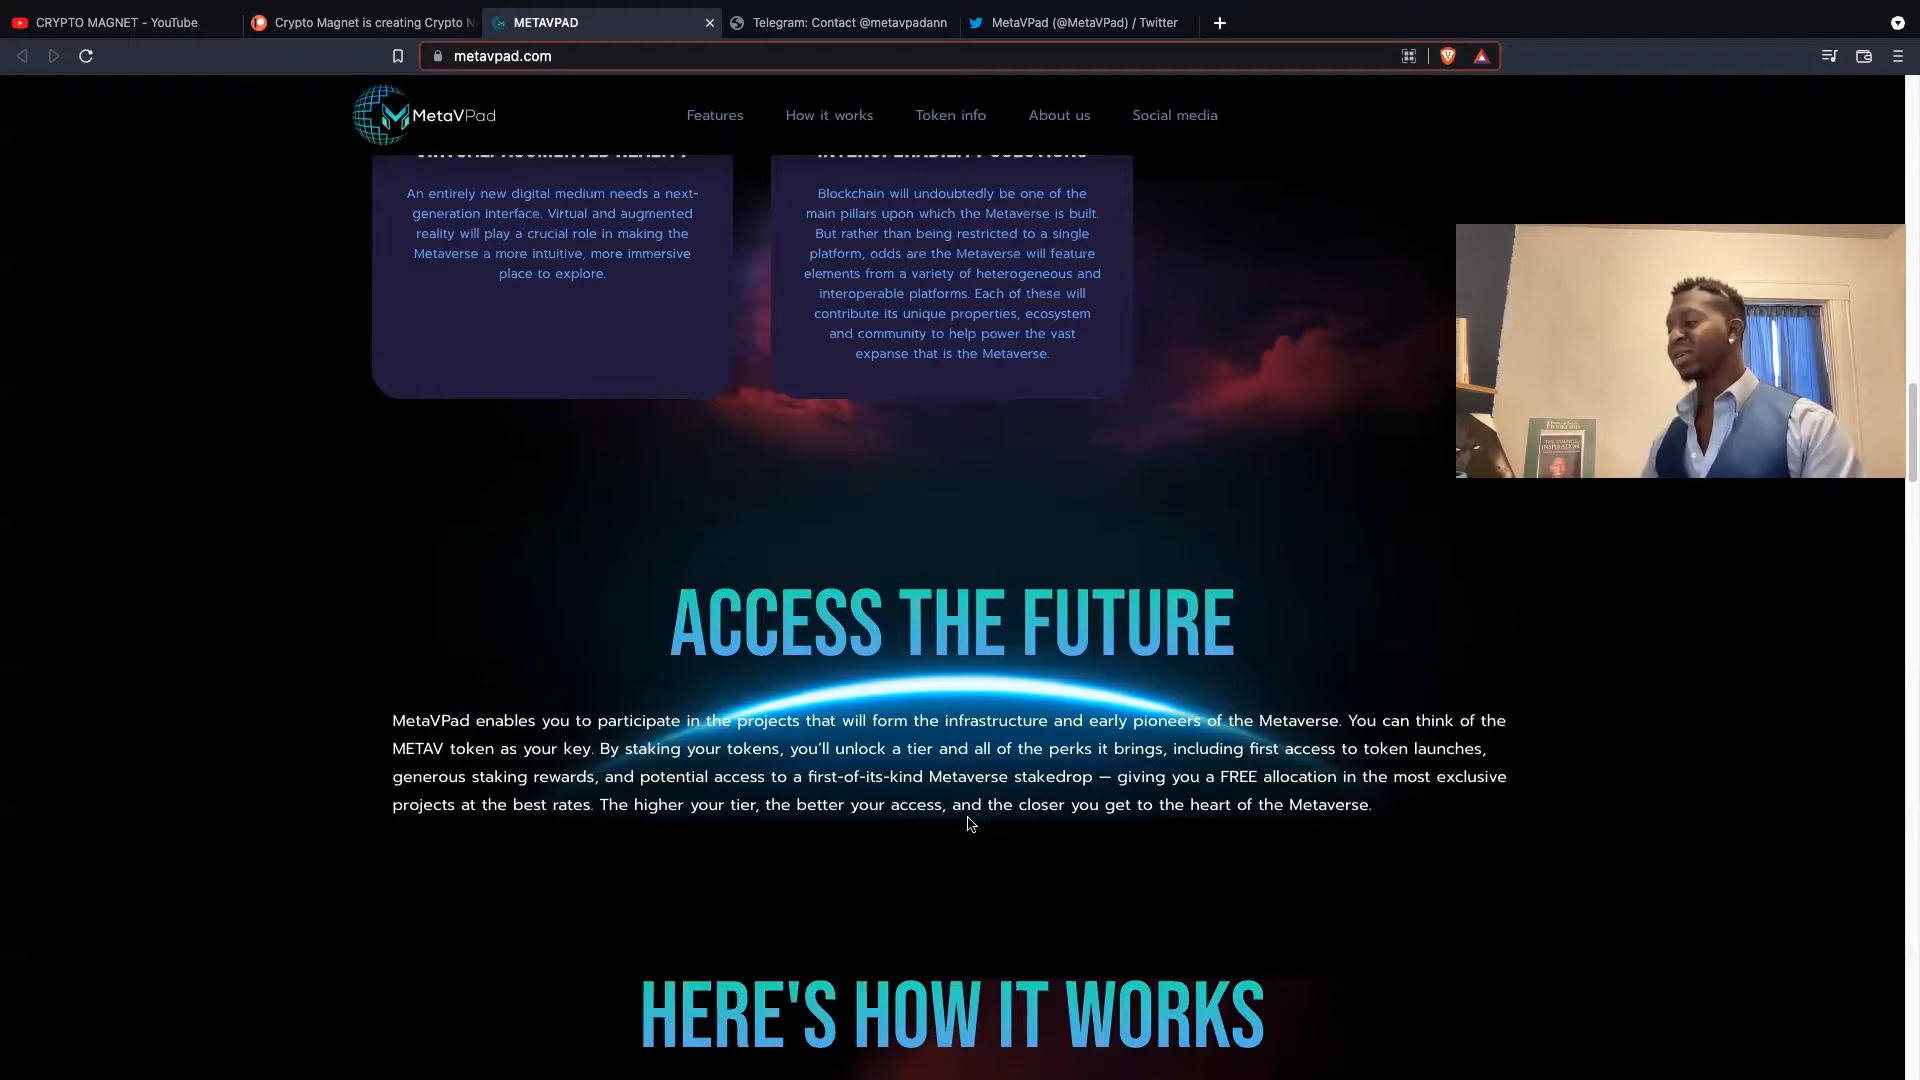 CRYPTO MAGNET - YouTube
Crypto Magnet is creating Crypto N
METAVPAD
Telegram: Contact @metavpadann
MetaVPad (@MetaVPad) / Twitter
metavpad.com
MetaVPad
Features
How it works
Token info
About us
Social media
VIRTUAL/AUGMENTED REALITY
An entirely new digital medium needs a next-
generation interface. Virtual and augmented
reality will play a crucial role in making the
Metaverse a more intuitive, more immersive
place to explore.
INTEROPERABILITY SOLUTIONS
Blockchain will undoubtedly be one of the
main pillars upon which the Metaverse is built.
But rather than being restricted to a single
platform, odds are the Metaverse will feature
elements from a variety of heterogeneous and
interoperable platforms. Each of these will
contribute its unique properties, ecosystem
and community to help power the vast
expanse that is the Metaverse.
INSPIRATION
ACCESS THE FUTURE
MetaVPad enables you to participate in the projects that will form the infrastructure and early pioneers of the Metaverse. You can think of the
METAV token as your key. By staking your tokens, you’ll unlock a tier and all of the perks it brings, including first access to token launches,
generous staking rewards, and potential access to a first-of-its-kind Metaverse stakedrop — giving you a FREE allocation in the most exclusive
projects at the best rates. The higher your tier, the better your access, and the closer you get to the heart of the Metaverse.
HERE'S HOW IT WORKS